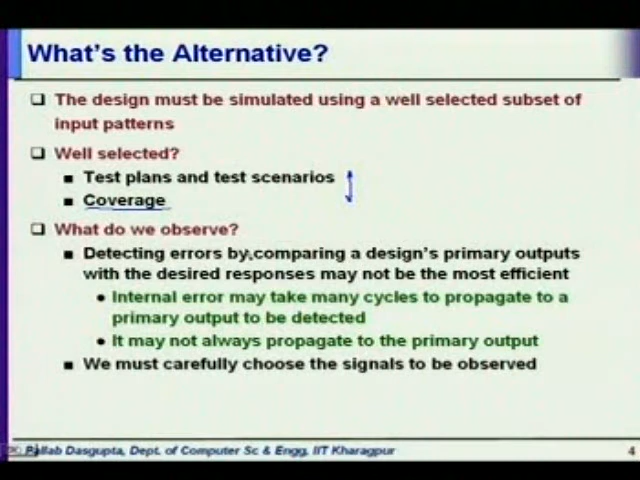 What's the Alternative?
❑ The design must be simulated using a well selected subset of
input patterns
❑ Well selected?
■ Test plans and test scenarios
■ Coverage
❑ What do we observe?
■ Detecting errors by comparing a design's primary outputs
with the desired responses may not be the most efficient
● Internal error may take many cycles to propagate to a
primary output to be detected
● It may not always propagate to the primary output
■ We must carefully choose the signals to be observed
Pallab Dasgupta, Dept. of Computer Sc & Engg, IIT Kharagpur
4